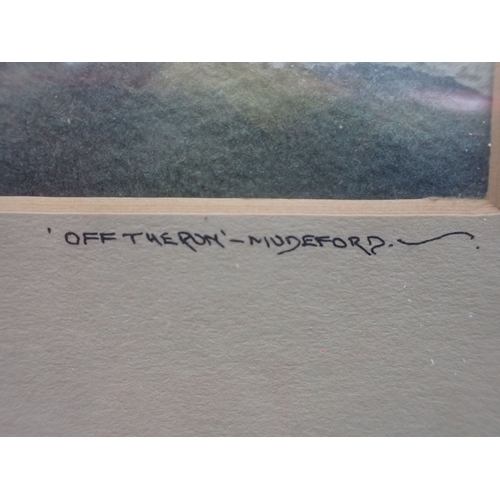 'OFF THE RUN' - MUDEFORD.